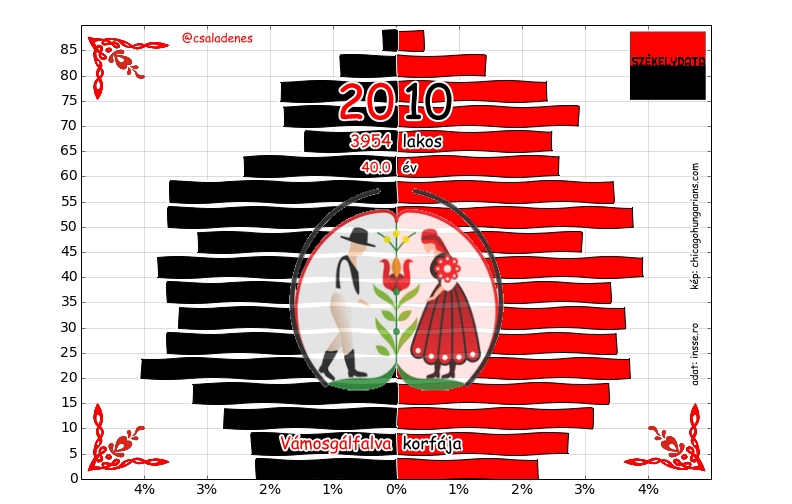 @csaladenes
SZÉKELYDATA
2010
3954 lakos
40.0 év
kép: chicagohungarians.com
adat: insse.ro
Vámosgálfalva korfája
85
80
75
70
65
60
55
50
45
40
35
30
25
20
15
10
5
0
4% 3% 2% 1% 0% 1% 2% 3% 4%